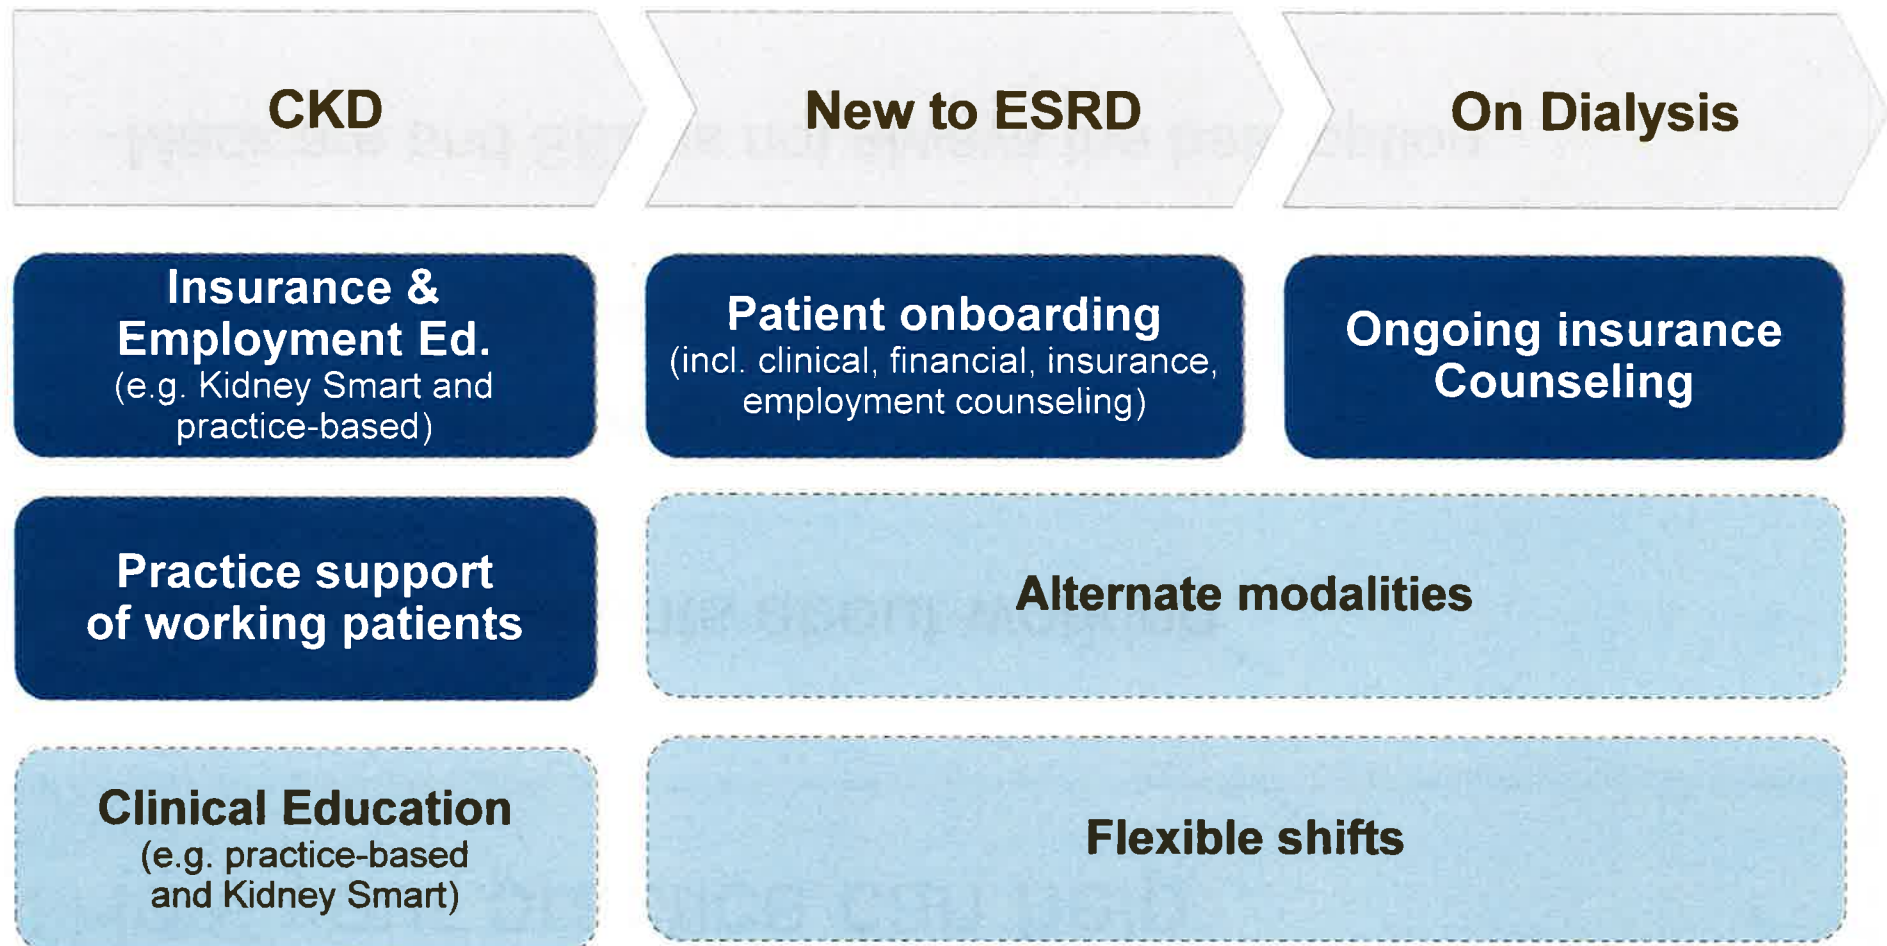 CKD
New to ESRD
On Dialysis
Insurance &
Employment Ed.
(e.g. Kidney Smart and
practice-based)
Patient onboarding
(incl. clinical, financial, insurance,
employment counseling)
Ongoing insurance
Counseling
Practice support
of working patients
Alternate modalities
Clinical Education
(e.g. practice-based
and Kidney Smart)
Flexible shifts